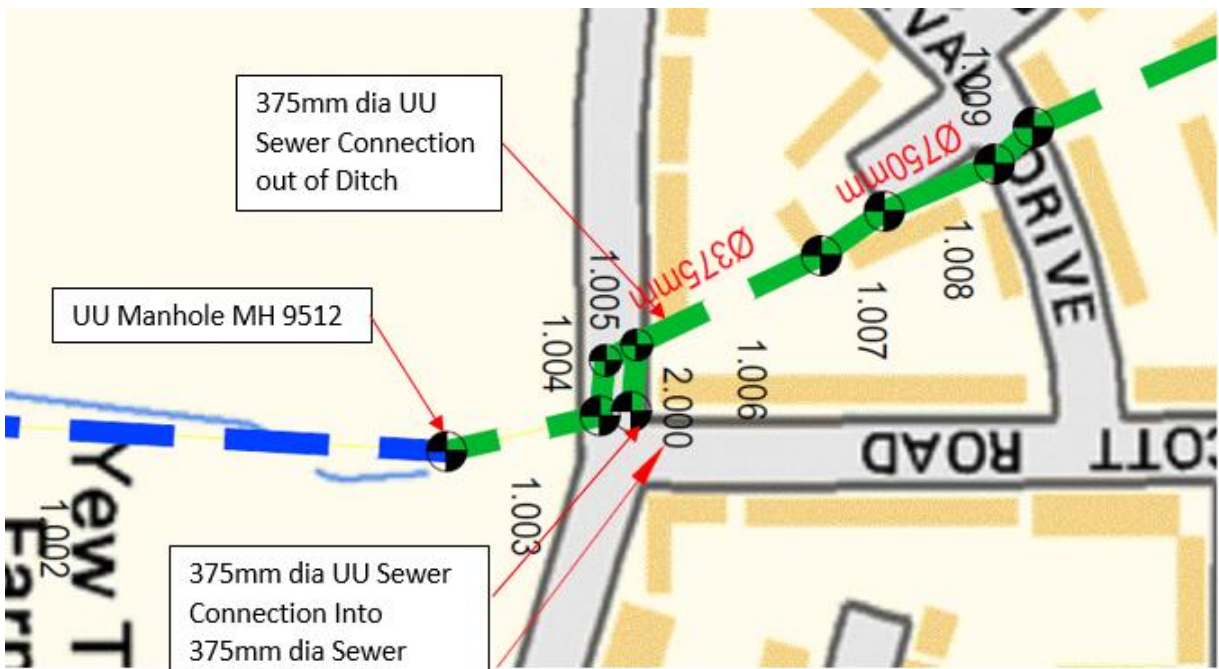 375mm dia UU
Sewer Connection
out of Ditch
UU Manhole MH 9512
375mm dia UU Sewer
Connection Into
375mm dia Sewer
1.002
1.003
1.004
1.005
1.006
2.000
1.007
1.008
1.009
Ø375mm
Ø750mm
DRIVE
ROAD
Yew T